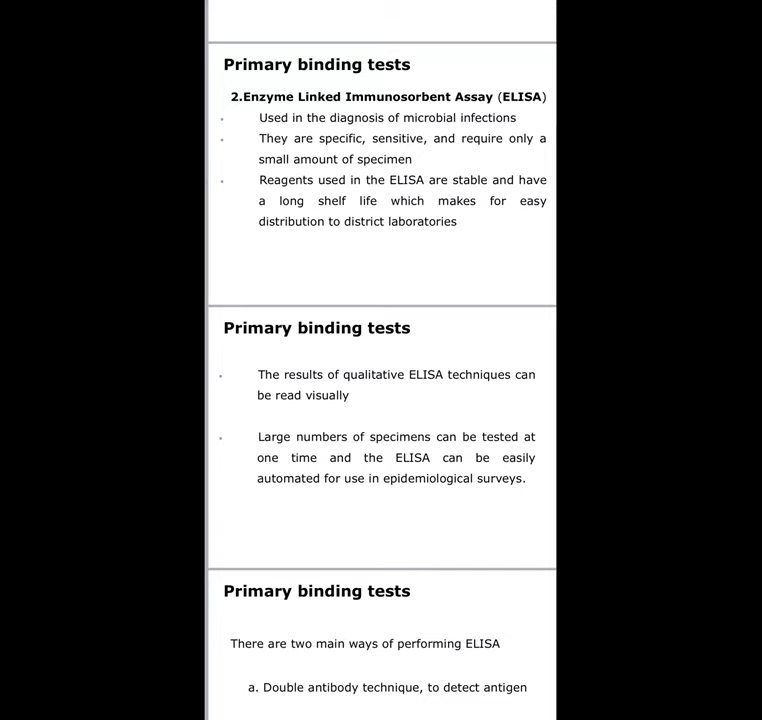 Primary binding tests
2.Enzyme Linked Immunosorbent Assay (ELISA)
Used in the diagnosis of microbial infections
They are specific, sensitive, and require only a
small amount of specimen
Reagents used in the ELISA are stable and have
a long shelf life which makes for easy
distribution to district laboratories
Primary binding tests
The results of qualitative ELISA techniques can
be read visually
Large numbers of specimens can be tested at
one time and the ELISA can be easily
automated for use in epidemiological surveys.
Primary binding tests
There are two main ways of performing ELISA
a. Double antibody technique, to detect antigen